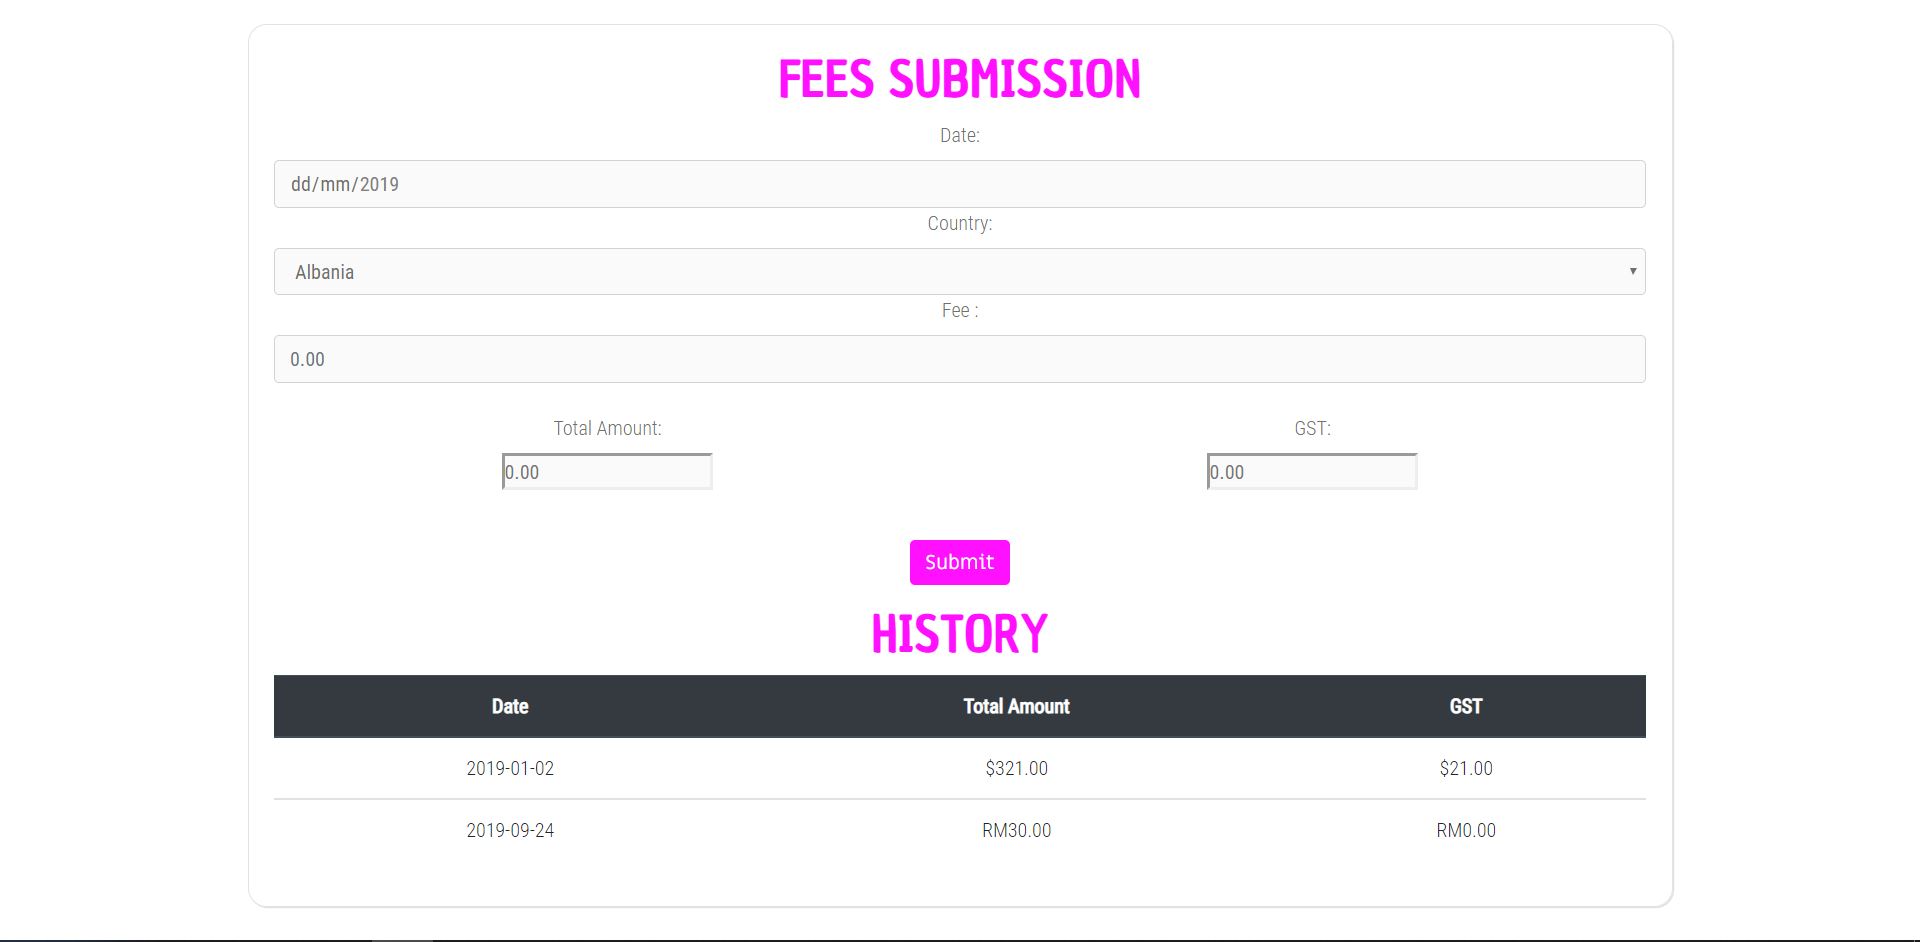 FEES SUBMISSION
Date:
dd/mm/2019
Country:
Albania
Fee :
0.00
Total Amount: GST:
0.00 0.00
Submit
HISTORY
Date Total Amount GST
2019-01-02 $321.00 $21.00
2019-09-24 RM30.00 RM0.00